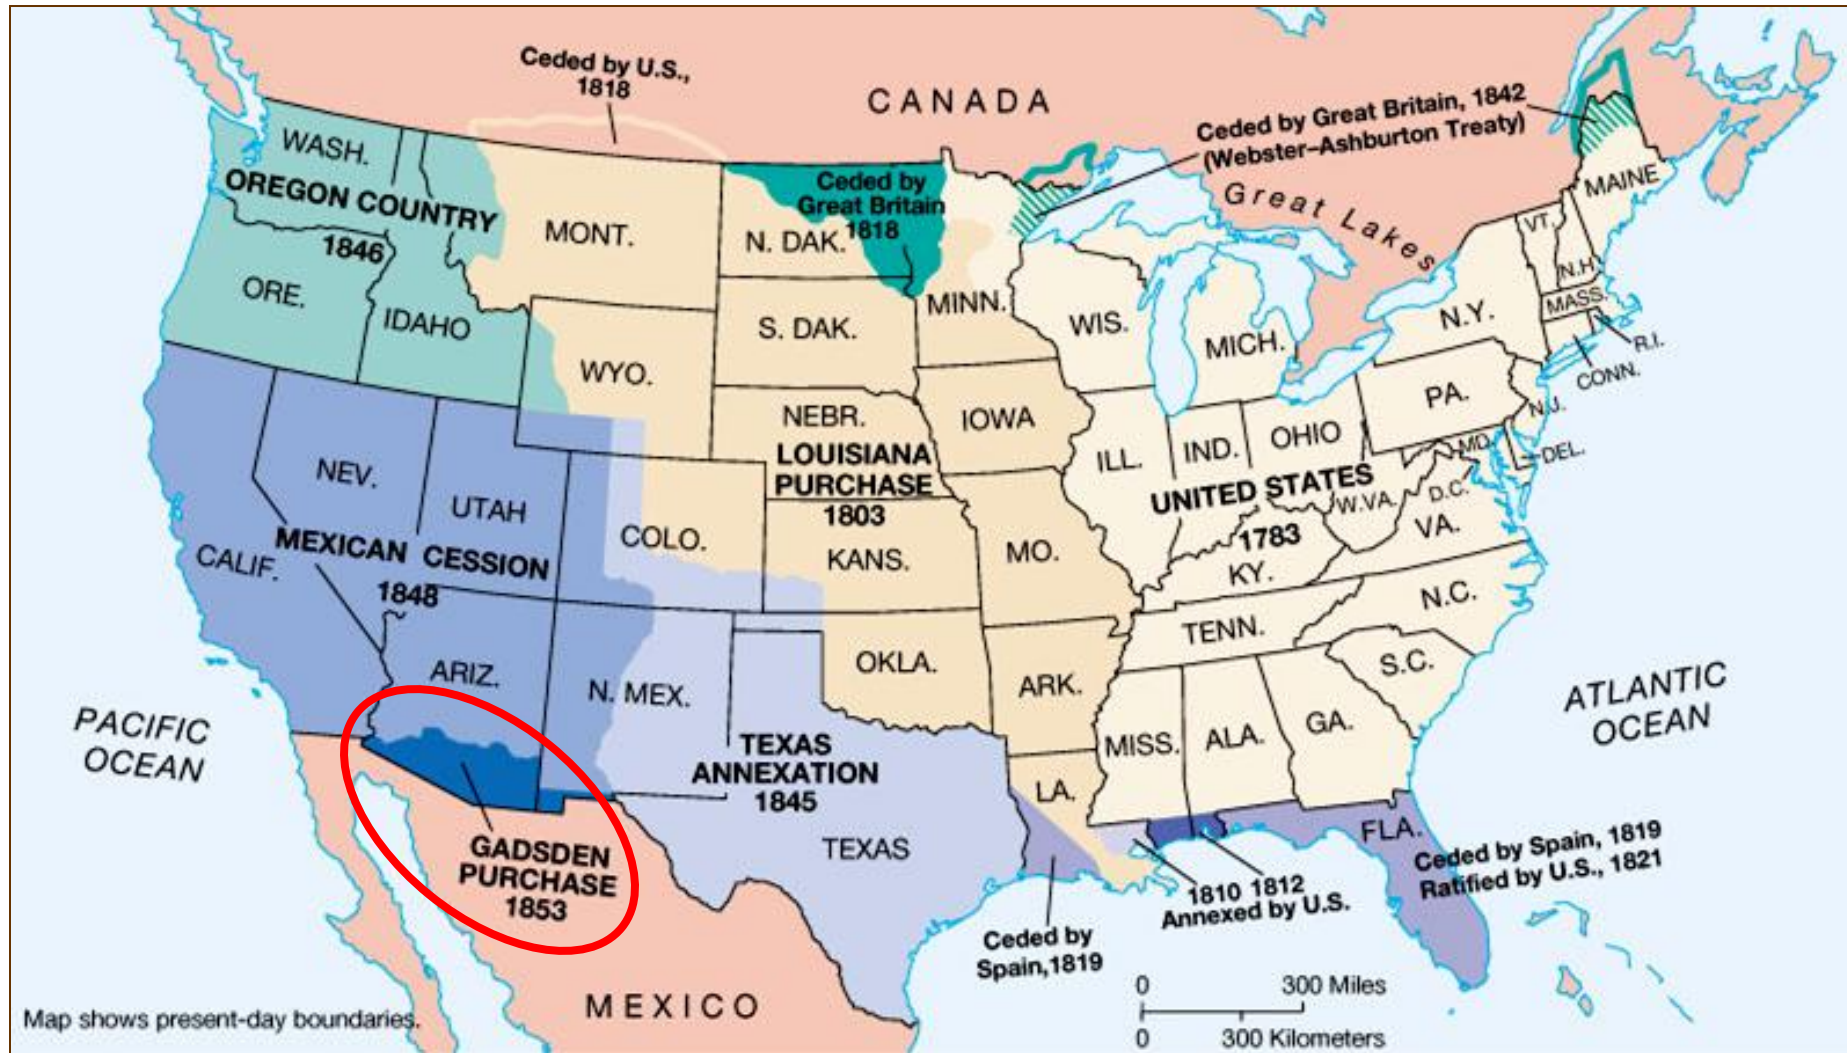 Ceded by U.S.,
1818
CANADA
Ceded by Great Britain, 1842
(Webster–Ashburton Treaty)
Great Lakes
WASH.
OREGON COUNTRY
1846
ORE.
IDAHO
MONT.
Ceded by
Great Britain
1818
N. DAK.
S. DAK.
MINN.
WIS.
MICH.
MAINE
VT.
N.H.
MASS.
R.I.
CONN.
N.Y.
PA.
N.J.
MD.
DEL.
D.C.
WYO.
NEBR.
IOWA
ILL.
IND.
OHIO
W.VA.
VA.
LOUISIANA
PURCHASE
1803
UNITED STATES
1783
NEV.
UTAH
COLO.
KANS.
MO.
KY.
CALIF.
MEXICAN CESSION
1848
ARIZ.
N. MEX.
OKLA.
ARK.
TENN.
N.C.
S.C.
MISS.
ALA.
GA.
LA.
FLA.
TEXAS
ANNEXATION
1845
TEXAS
PACIFIC
OCEAN
ATLANTIC
OCEAN
GADSDEN
PURCHASE
1853
Ceded by
Spain,1819
1810 1812
Annexed by U.S.
Ceded by Spain, 1819
Ratified by U.S., 1821
MEXICO
0 300 Miles
0 300 Kilometers
Map shows present-day boundaries.